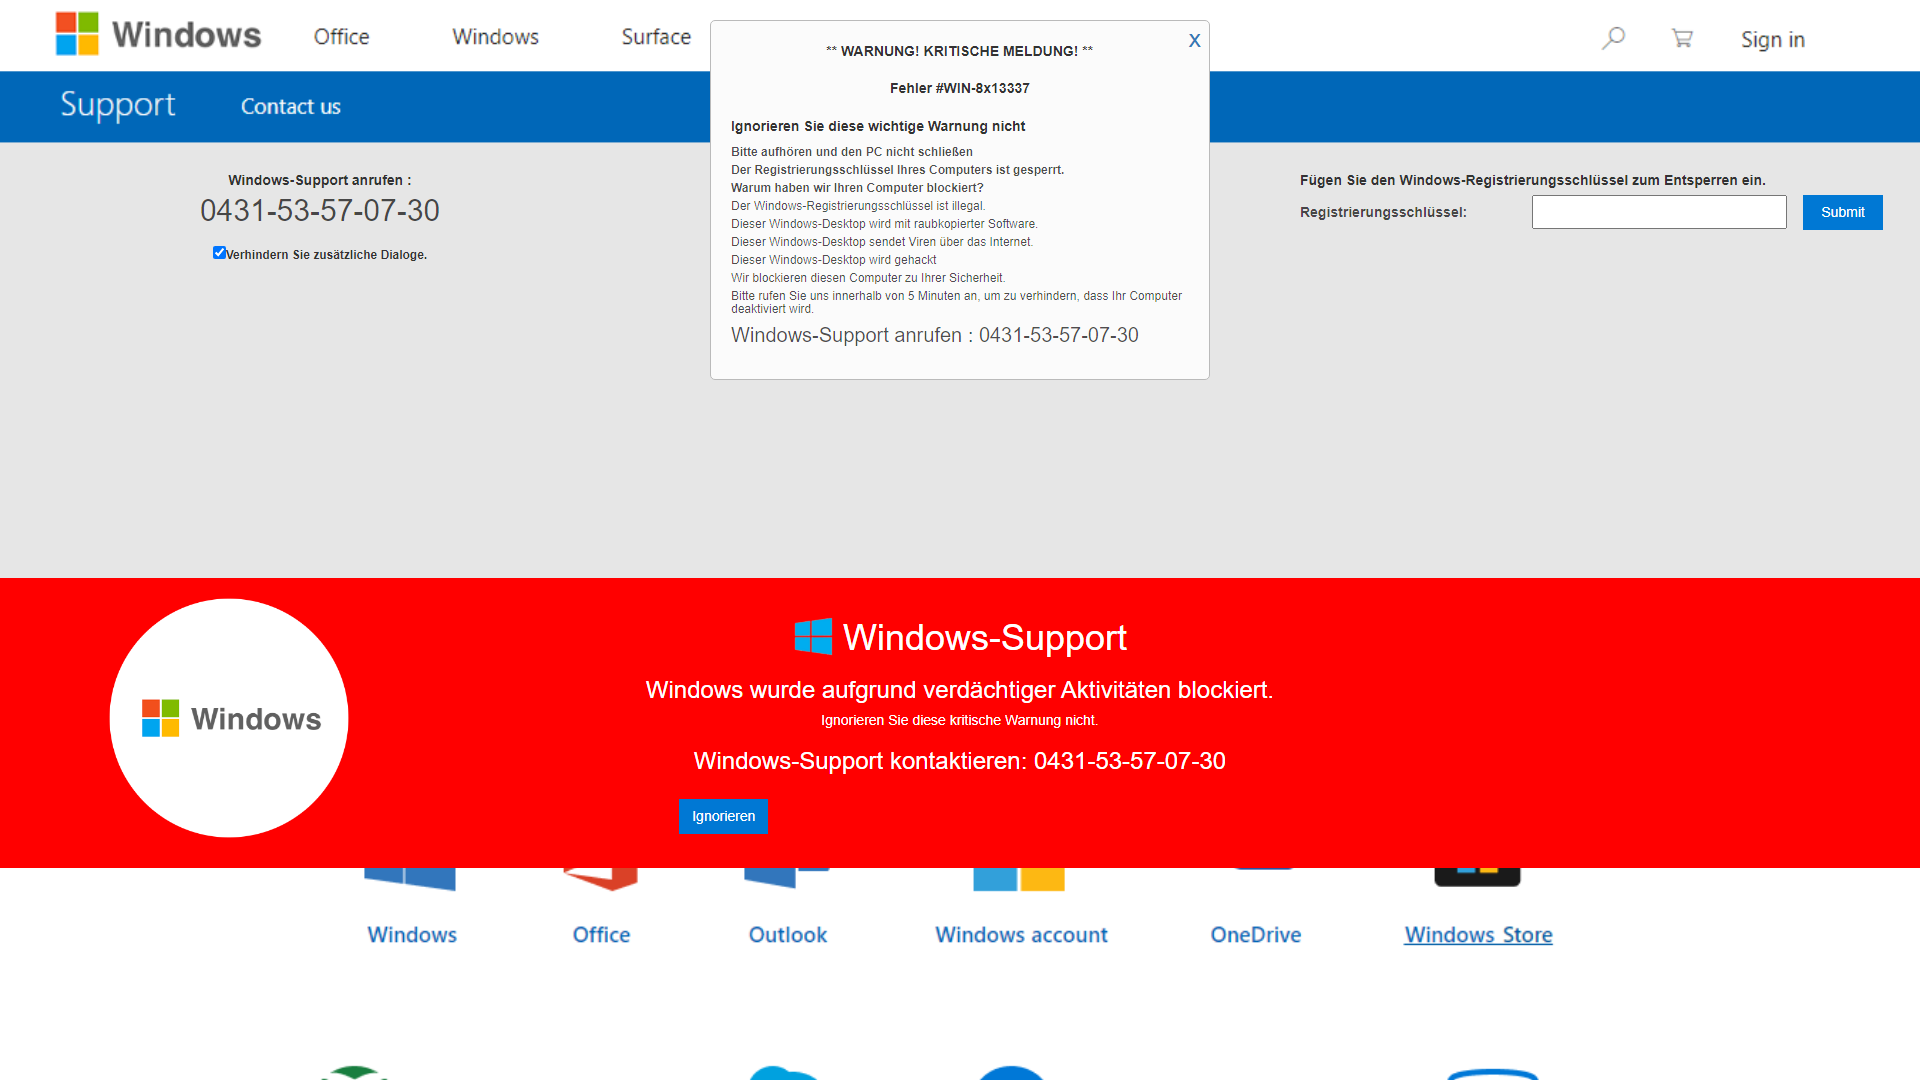 Windows
Office
Windows
Surface
Sign in
Support
Contact us
** WARNUNG! KRITISCHE MELDUNG! **
X
Fehler #WIN-8x13337
Ignorieren Sie diese wichtige Warnung nicht
Bitte aufhören und den PC nicht schließen
Der Registrierungsschlüssel Ihres Computers ist gesperrt.
Warum haben wir Ihren Computer blockiert?
Der Windows-Registrierungsschlüssel ist illegal.
Dieser Windows-Desktop wird mit raubkopierter Software.
Dieser Windows-Desktop sendet Viren über das Internet.
Dieser Windows-Desktop wird gehackt
Wir blockieren diesen Computer zu Ihrer Sicherheit.
Bitte rufen Sie uns innerhalb von 5 Minuten an, um zu verhindern, dass Ihr Computer
deaktiviert wird.
Windows-Support anrufen : 0431-53-57-07-30
Windows-Support anrufen :
0431-53-57-07-30
Verhindern Sie zusätzliche Dialoge.
Fügen Sie den Windows-Registrierungsschlüssel zum Entsperren ein.
Registrierungsschlüssel:
Submit
Windows
Windows-Support
Windows wurde aufgrund verdächtiger Aktivitäten blockiert.
Ignorieren Sie diese kritische Warnung nicht.
Windows-Support kontaktieren: 0431-53-57-07-30
Ignorieren
Windows
Office
Outlook
Windows account
OneDrive
Windows Store